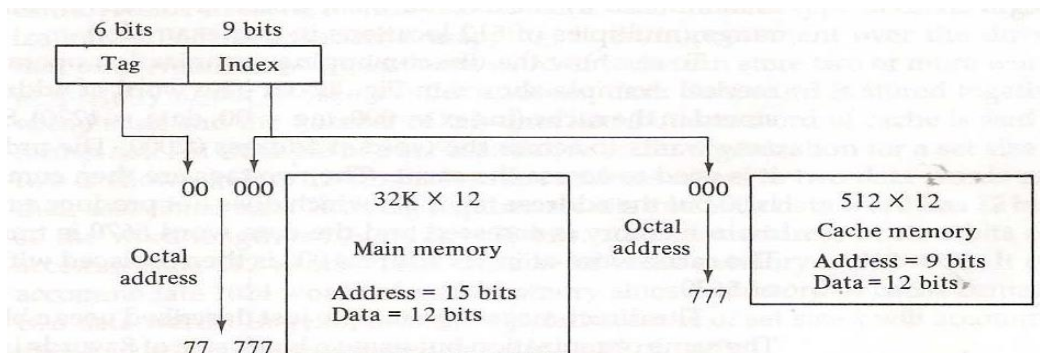 6 bits 9 bits
Tag Index
00 0000
32K × 12
Main memory
Address = 15 bits
Data = 12 bits
Octal
address
77 777
000
Octal
address
777
512 × 12
Cache memory
Address = 9 bits
Data = 12 bits